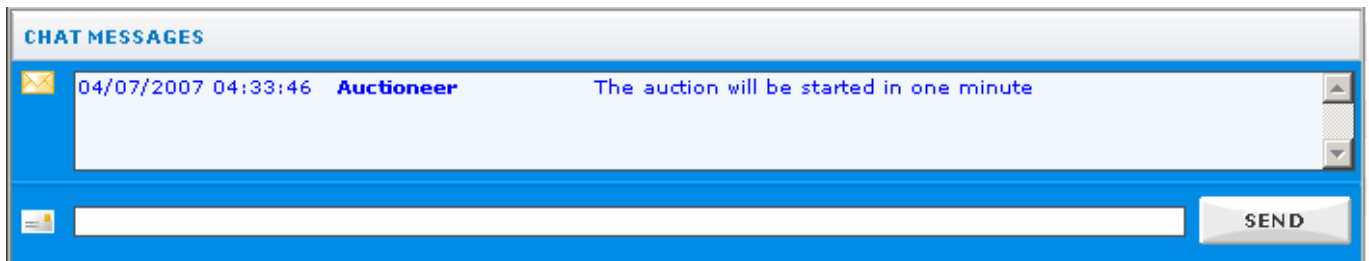 CHAT MESSAGES
04/07/2007 04:33:46 Auctioneer The auction will be started in one minute
SEND